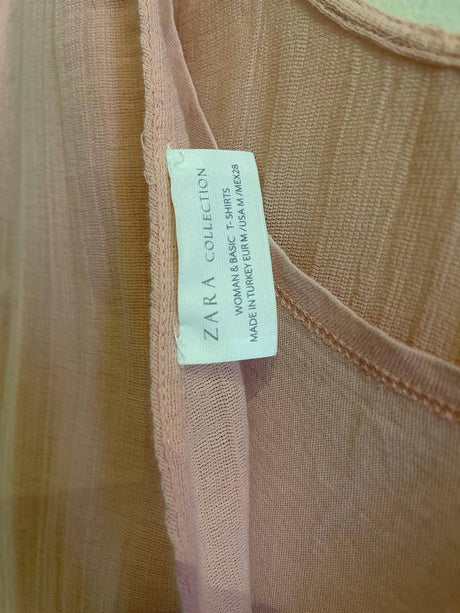 ZARA COLLECTION
WOMAN & BASIC T-SHIRTS
MADE IN TURKEY EUR M /USA M /MEX28